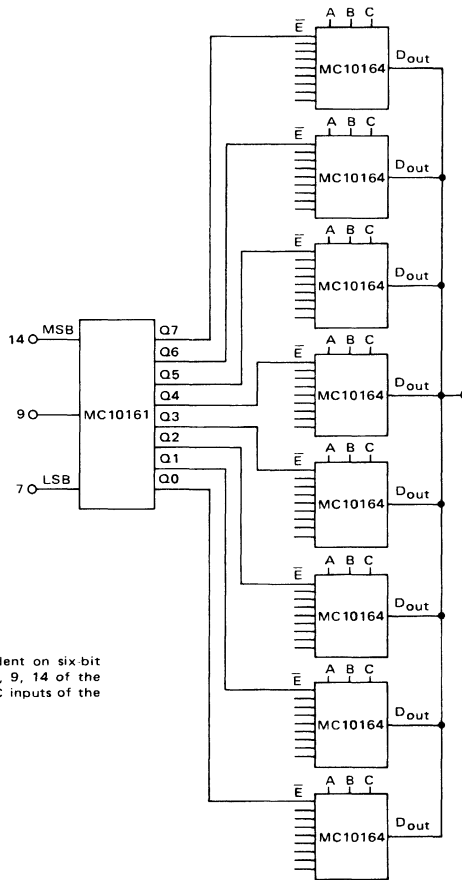 A B C
E̅
Dout
MC10164
A B C
E̅
Dout
MC10164
A B C
E̅
Dout
MC10164
14 MSB
Q7
Q6
Q5
Q4
9 MC10161
Q3
Q2
Q1
7 LSB
Q0
A B C
E̅
Dout
MC10164
A B C
E̅
Dout
MC10164
A B C
E̅
Dout
MC10164
dent on six-bit
, 9, 14 of the
C inputs of the
A B C
E̅
Dout
MC10164
A B C
E̅
Dout
MC10164